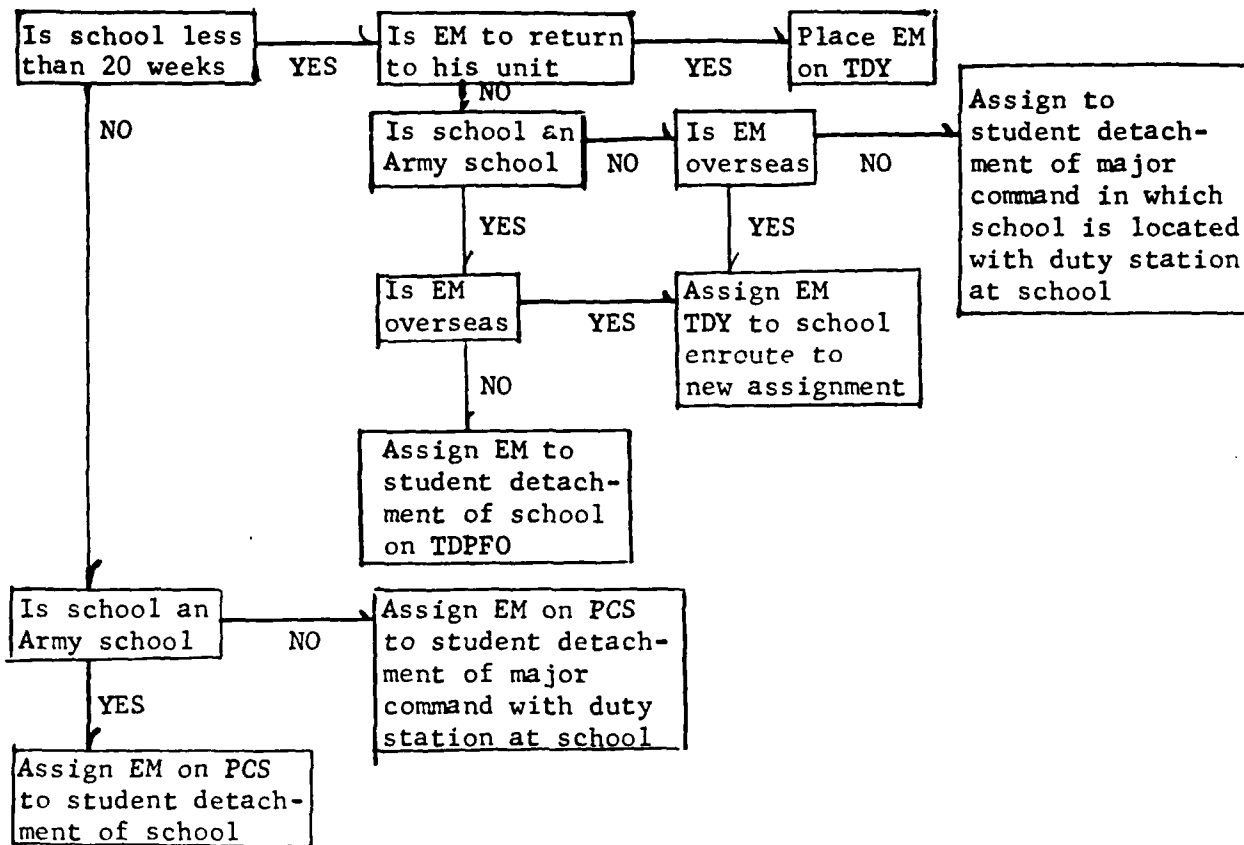 Is school less
than 20 weeks
YES
Is EM to return
to his unit
YES
Place EM
on TDY
NO
NO
Is school an
Army school
NO
Is EM
overseas
NO
Assign to
student detach-
ment of major
command in which
school is located
with duty station
at school
YES
YES
Is EM
overseas
YES
Assign EM
TDY to school
enroute to
new assignment
NO
Assign EM to
student detach-
ment of school
on TDPFO
Is school an
Army school
NO
Assign EM on PCS
to student detach-
ment of major
command with duty
station at school
YES
Assign EM on PCS
to student detach-
ment of school